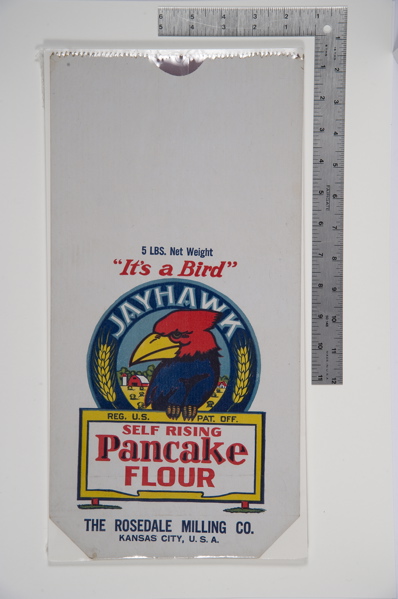 5 LBS. Net Weight
"It's a Bird"
JAYHAWK
REG. U.S. PAT. OFF.
SELF RISING
Pancake
FLOUR
THE ROSEDALE MILLING CO.
KANSAS CITY, U. S. A.